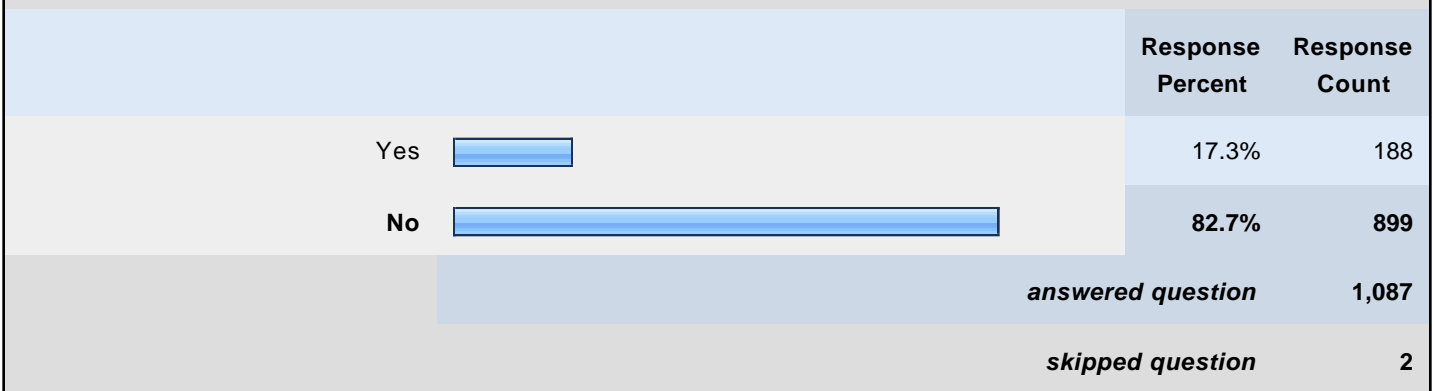 Response Percent Response Count
Yes 17.3% 188
No 82.7% 899
answered question 1,087
skipped question 2